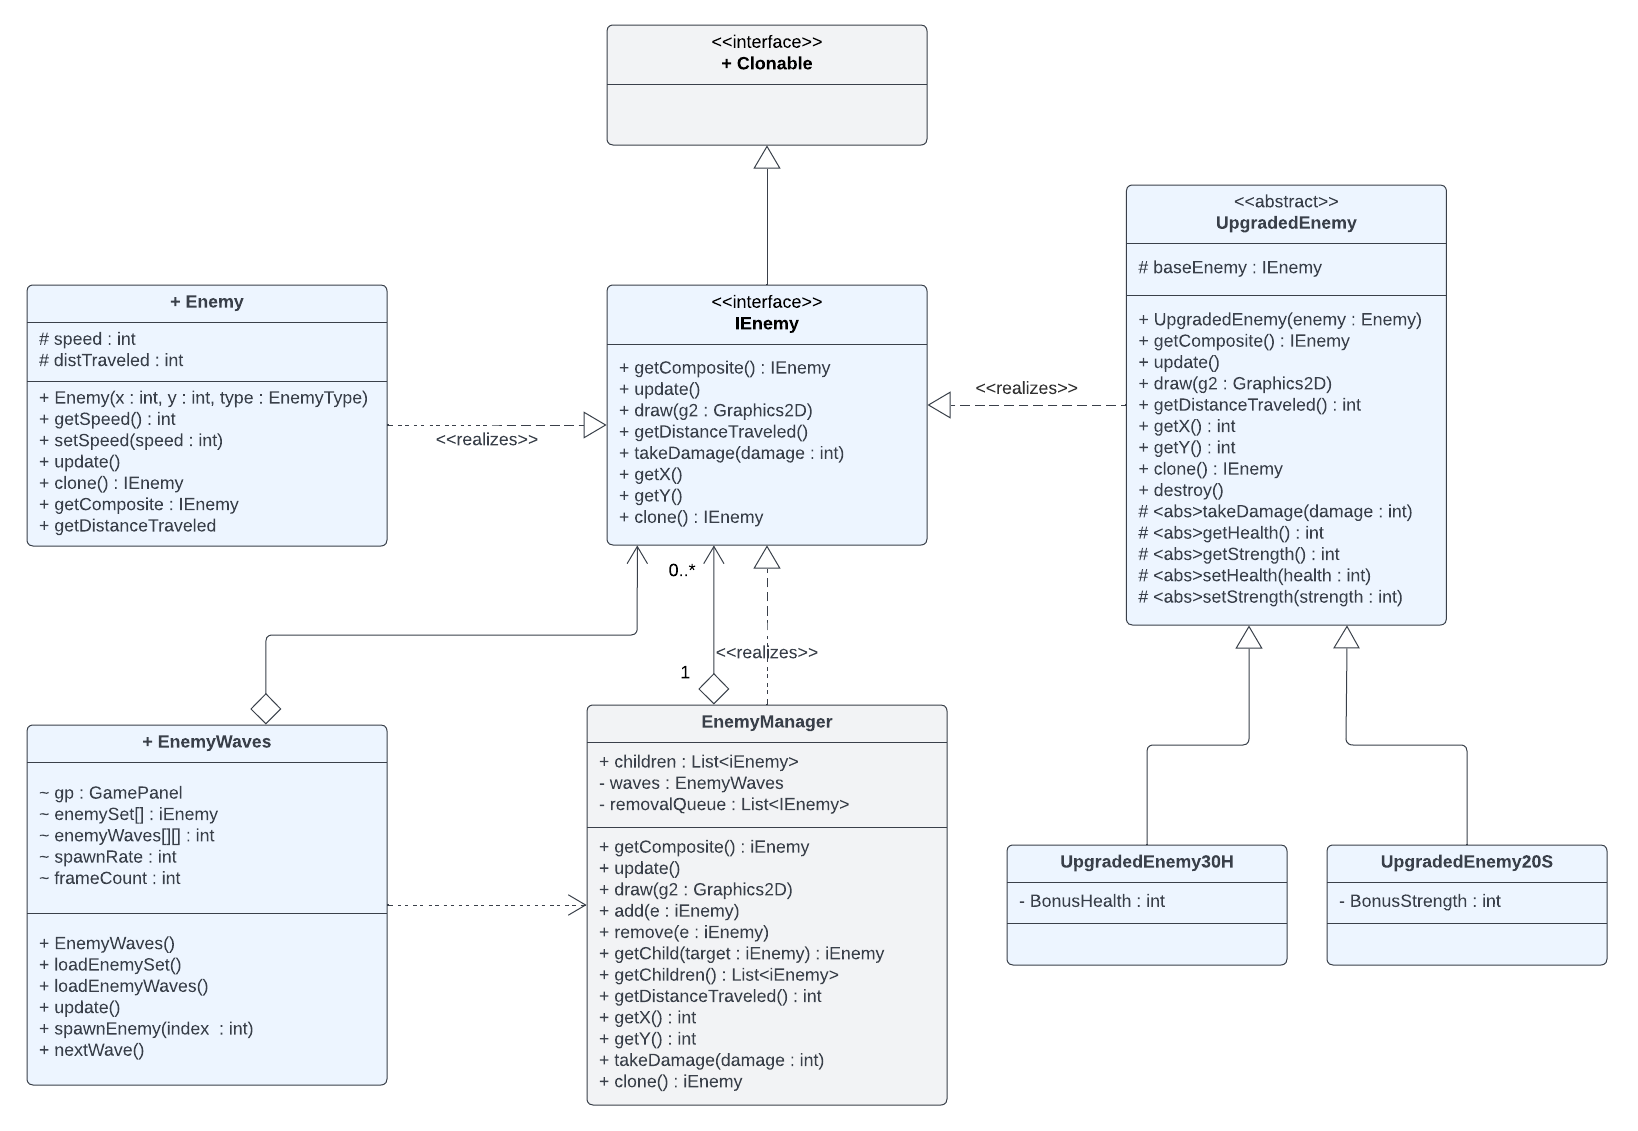 <<interface>>
+ Clonable
<<abstract>>
UpgradedEnemy
# baseEnemy : IEnemy
+ UpgradedEnemy(enemy : Enemy)
+ getComposite() : IEnemy
+ update()
+ draw(g2 : Graphics2D)
+ getDistanceTraveled() : int
+ getX() : int
+ getY() : int
+ clone() : IEnemy
+ destroy()
# <abs>takeDamage(damage : int)
# <abs>getHealth() : int
# <abs>getStrength() : int
# <abs>setHealth(health : int)
# <abs>setStrength(strength : int)
+ Enemy
# speed : int
# distTraveled : int
+ Enemy(x : int, y : int, type : EnemyType)
+ getSpeed() : int
+ setSpeed(speed : int)
+ update()
+ clone() : IEnemy
+ getComposite : IEnemy
+ getDistanceTraveled
<<realizes>>
<<interface>>
IEnemy
+ getComposite() : IEnemy
+ update()
+ draw(g2 : Graphics2D)
+ getDistanceTraveled()
+ takeDamage(damage : int)
+ getX()
+ getY()
+ clone() : IEnemy
<<realizes>>
0..*
<<realizes>>
1
+ EnemyWaves
~ gp : GamePanel
~ enemySet[] : iEnemy
~ enemyWaves[][] : int
~ spawnRate : int
~ frameCount : int
+ EnemyWaves()
+ loadEnemySet()
+ loadEnemyWaves()
+ update()
+ spawnEnemy(index  : int)
+ nextWave()
EnemyManager
+ children : List<iEnemy>
- waves : EnemyWaves
- removalQueue : List<IEnemy>
+ getComposite() : iEnemy
+ update()
+ draw(g2 : Graphics2D)
+ add(e : iEnemy)
+ remove(e : iEnemy)
+ getChild(target : iEnemy) : iEnemy
+ getChildren() : List<iEnemy>
+ getDistanceTraveled() : int
+ getX() : int
+ getY() : int
+ takeDamage(damage : int)
+ clone() : iEnemy
UpgradedEnemy30H
- BonusHealth : int
UpgradedEnemy20S
- BonusStrength : int